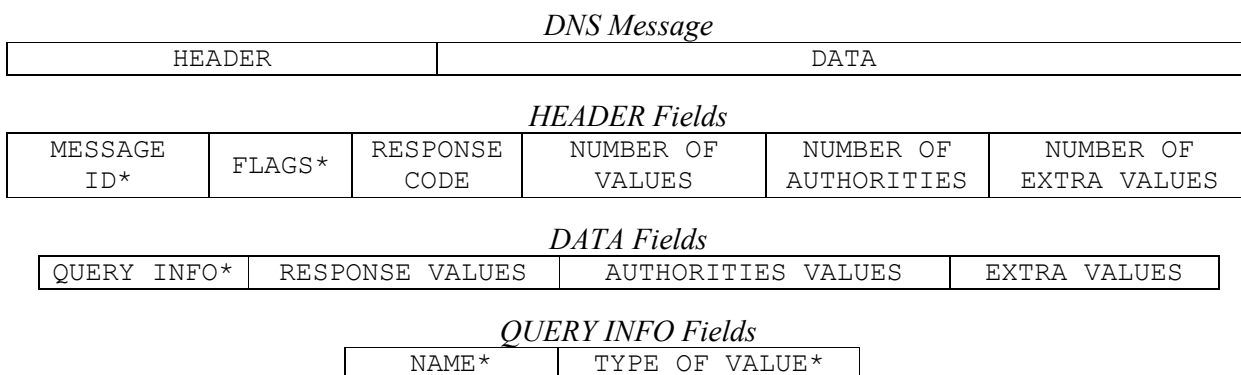 DNS Message
HEADER DATA
HEADER Fields
MESSAGE ID* FLAGS* RESPONSE CODE NUMBER OF VALUES NUMBER OF AUTHORITIES NUMBER OF EXTRA VALUES
DATA Fields
QUERY INFO* RESPONSE VALUES AUTHORITIES VALUES EXTRA VALUES
QUERY INFO Fields
NAME* TYPE OF VALUE*